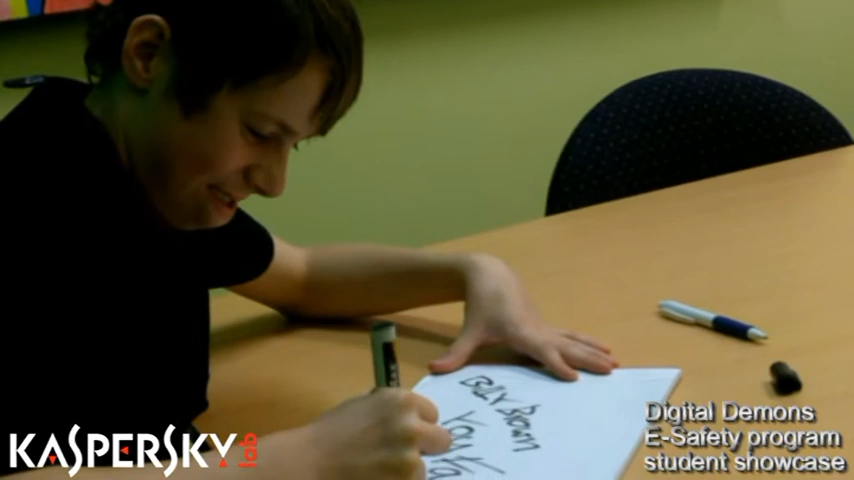 BILLY BROWN
KASPERSKY lab
Digital Demons
E-Safety program
student showcase